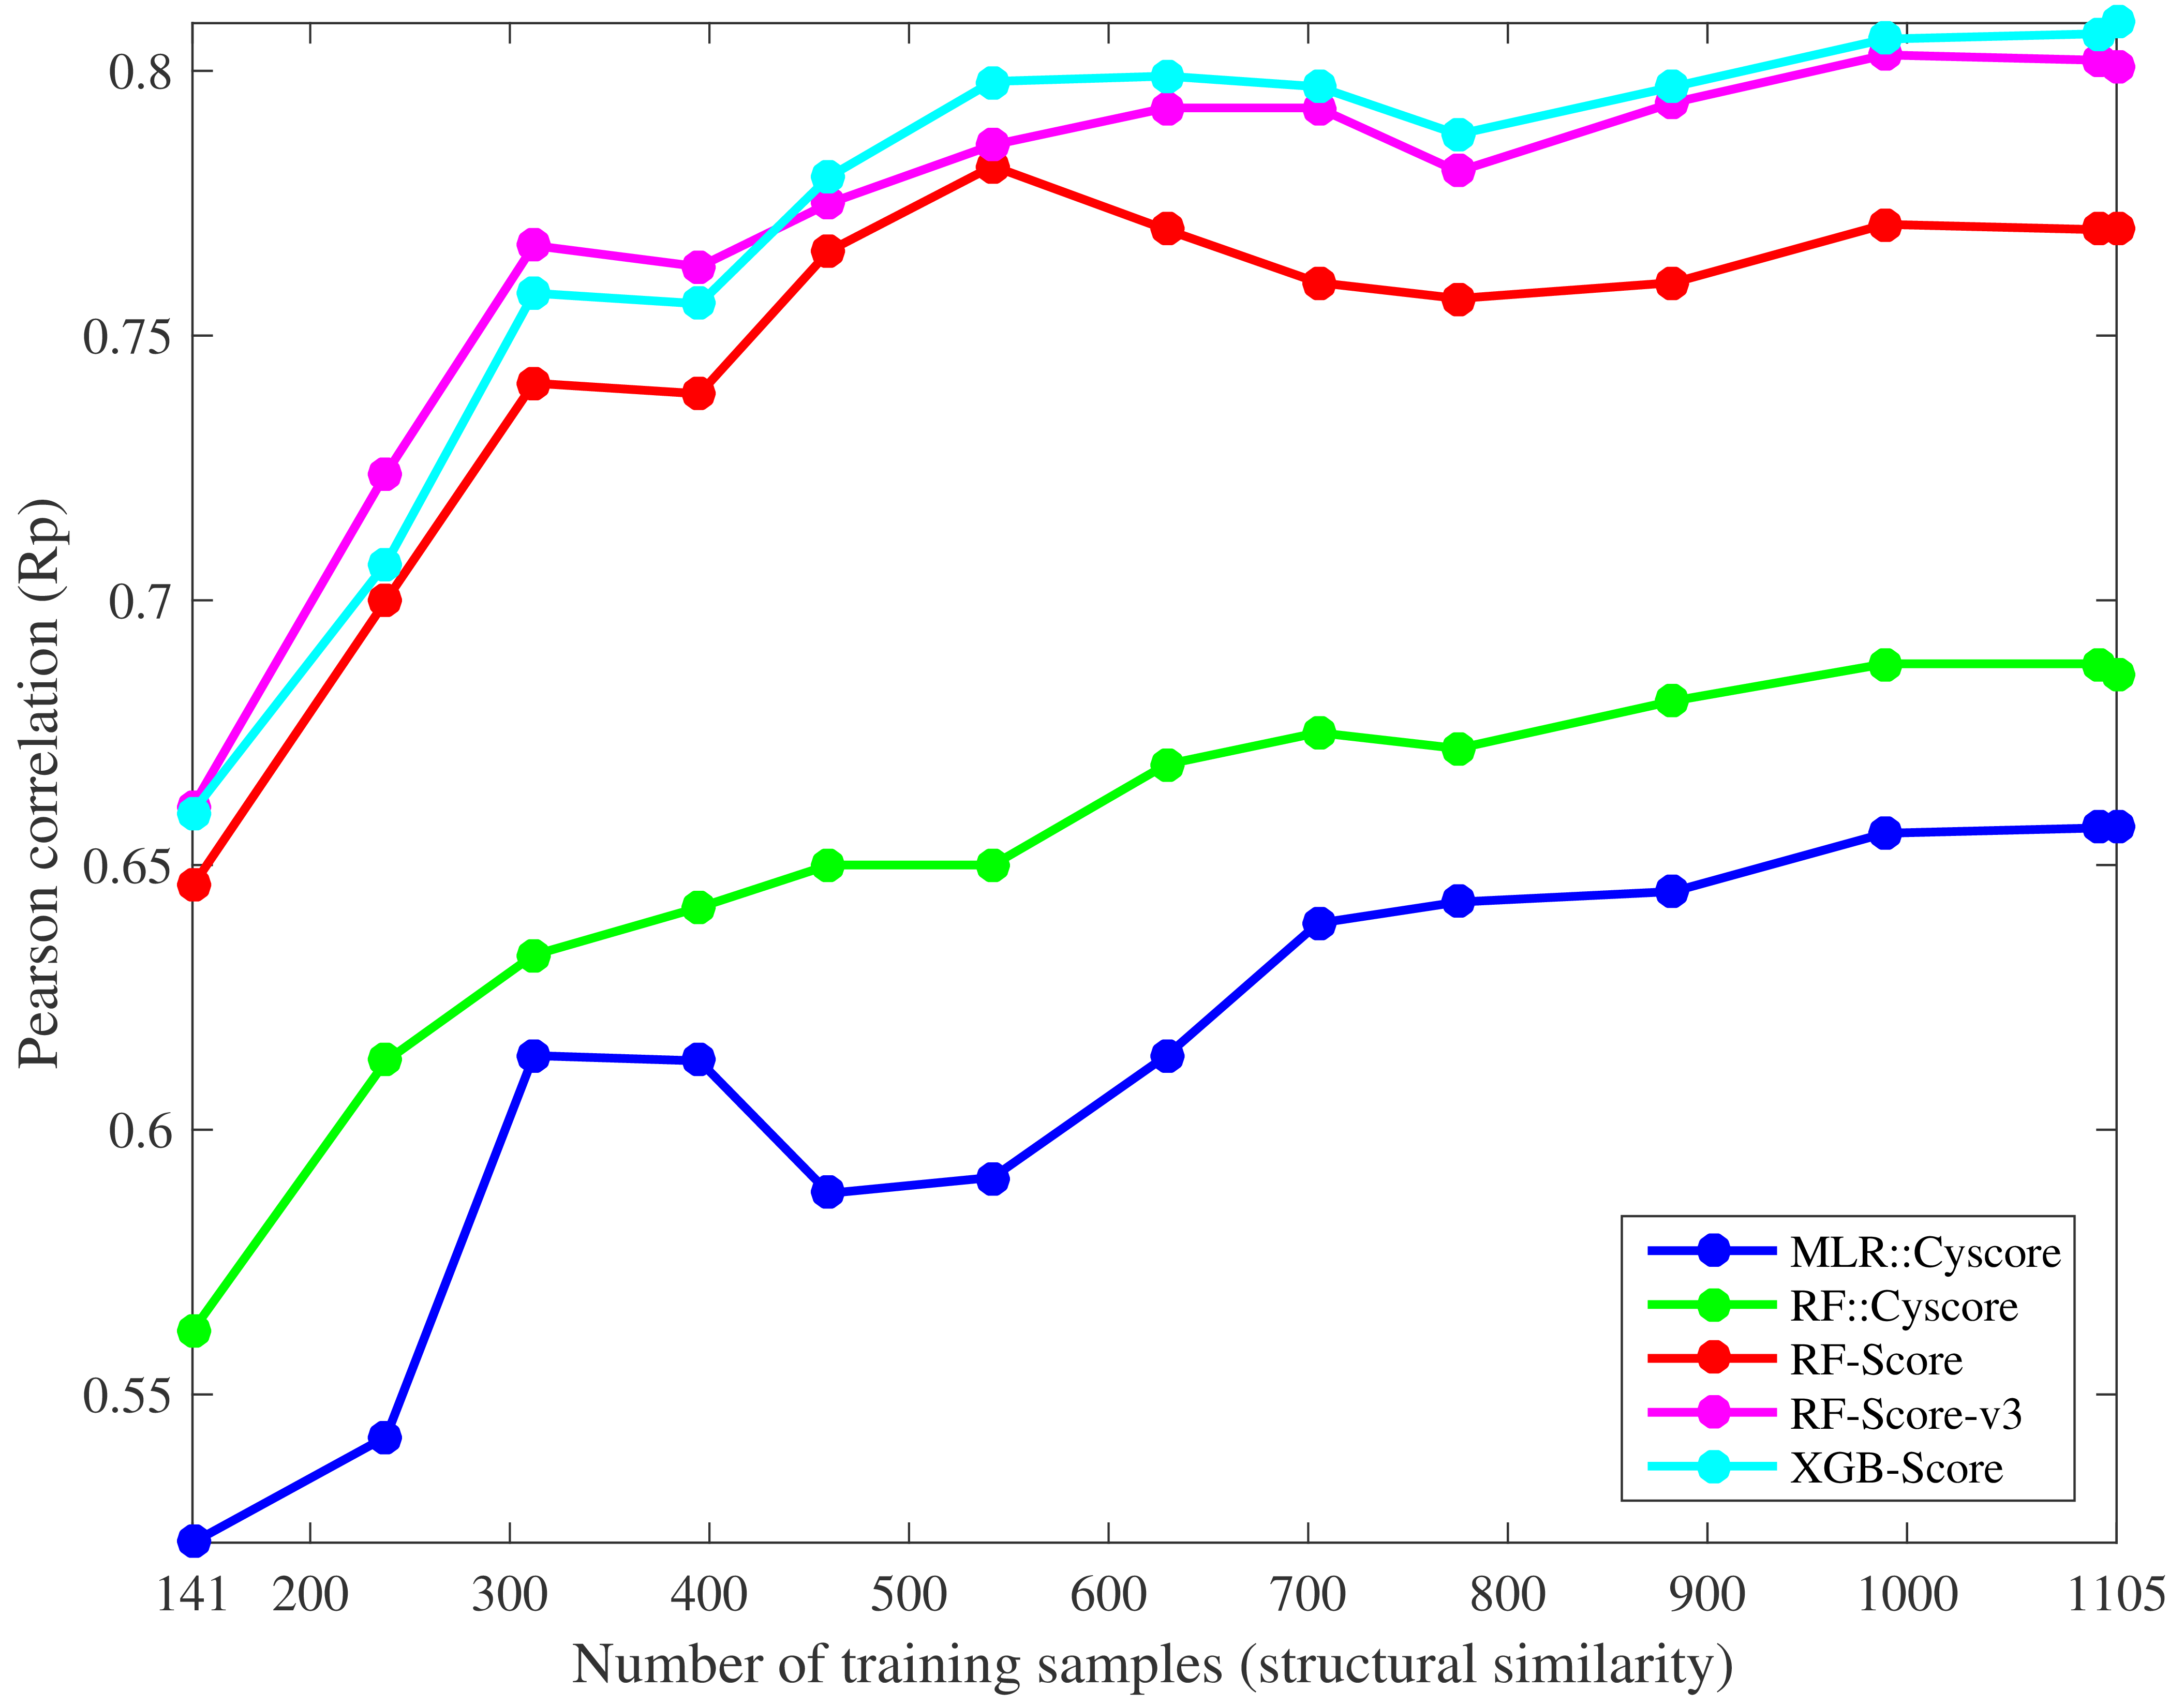 0.8
0.75
0.7
0.65
0.6
0.55
Pearson correlation (Rp)
141 200 300 400 500 600 700 800 900 1000 1105
Number of training samples (structural similarity)
MLR::Cyscore
RF::Cyscore
RF-Score
RF-Score-v3
XGB-Score